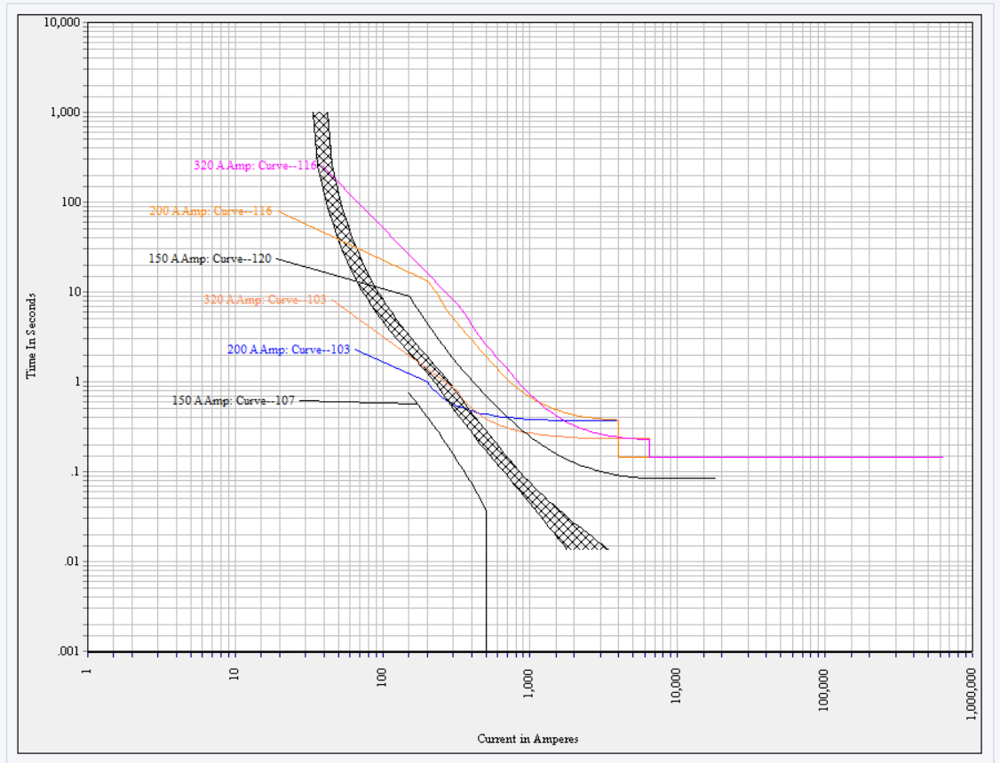 10,000
1,000
100
10
1
.1
.01
.001
Time In Seconds
320 A Amp: Curve--116
200 A Amp: Curve--116
150 A Amp: Curve--120
320 A Amp: Curve--103
200 A Amp: Curve--103
150 A Amp: Curve--107
1
10
100
1,000
10,000
100,000
1,000,000
Current in Amperes